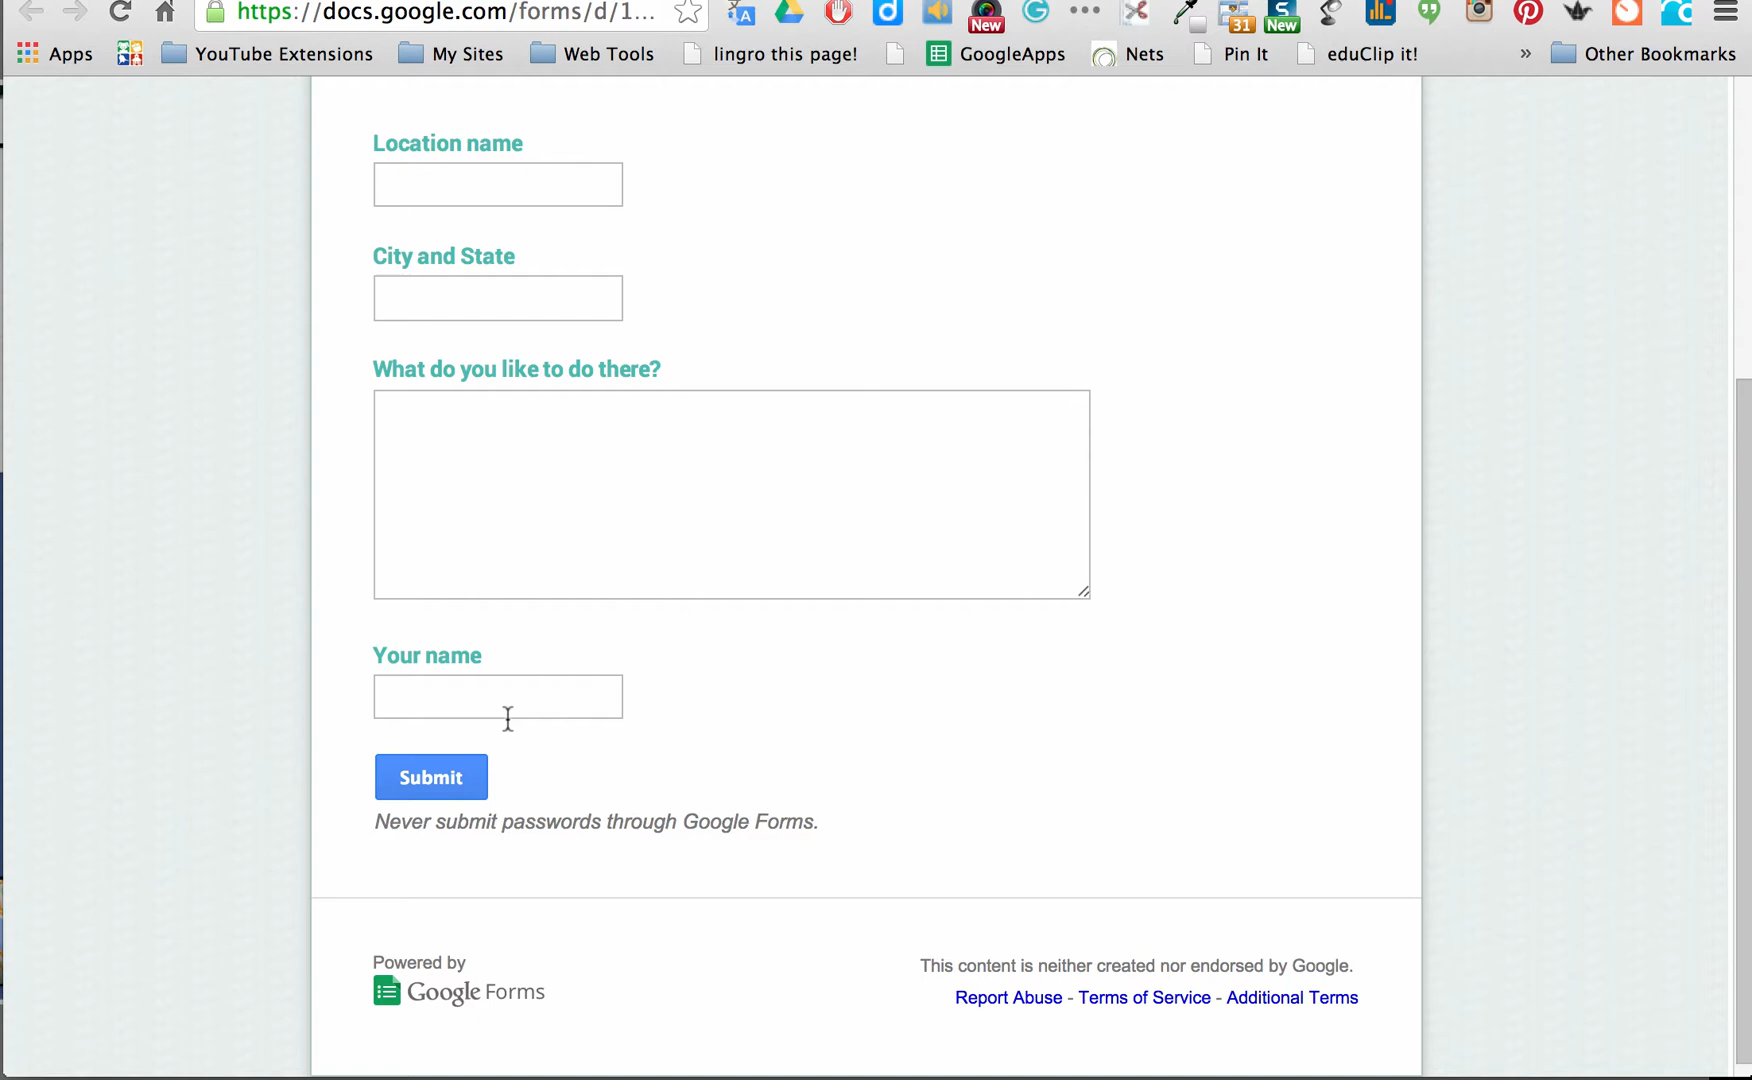 https://docs.google.com/forms/d/1...
New
31
New
Apps
YouTube Extensions
My Sites
Web Tools
lingro this page!
GoogleApps
Nets
Pin It
eduClip it!
»
Other Bookmarks
Location name
City and State
What do you like to do there?
Your name
Submit
Never submit passwords through Google Forms.
Powered by
Google Forms
This content is neither created nor endorsed by Google.
Report Abuse - Terms of Service - Additional Terms